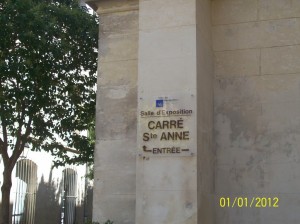 Salle d'Exposition
CARRÉ
Ste ANNE
ENTRÉE
01/01/2012